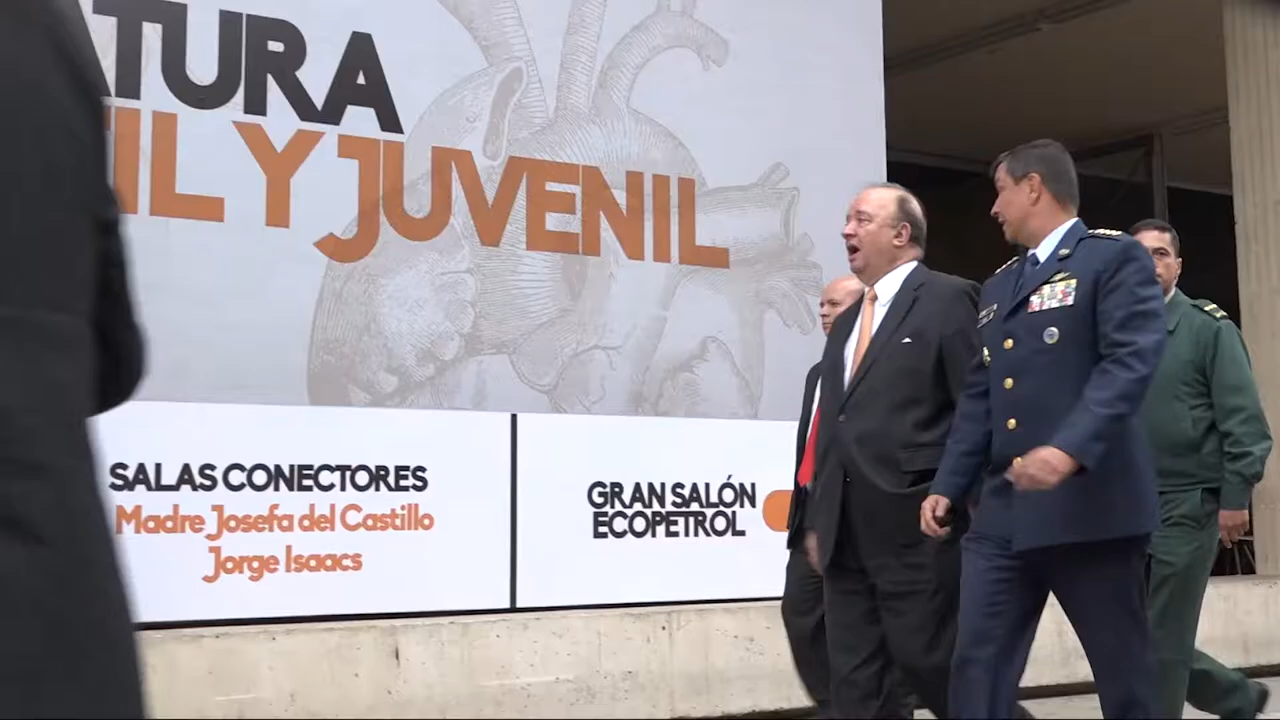 ATURA
IL Y JUVENIL
SALAS CONECTORES
Madre Josefa del Castillo
Jorge Isaacs
GRAN SALÓN
ECOPETROL